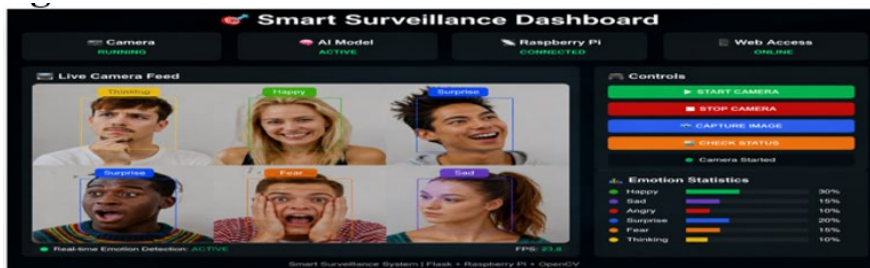 Smart Surveillance Dashboard
Camera
RUNNING
AI Model
ACTIVE
Raspberry Pi
CONNECTED
Web Access
ONLINE
Live Camera Feed
Thinking
Happy
Surprise
Surprise
Fear
Sad
Real-time Emotion Detection: ACTIVE
FPS: 23.8
Controls
START CAMERA
STOP CAMERA
CAPTURE IMAGE
CHECK STATUS
Camera Started
Emotion Statistics
Happy 30%
Sad 15%
Angry 10%
Surprise 20%
Fear 15%
Thinking 10%
Smart Surveillance System | Flask + Raspberry Pi + OpenCV